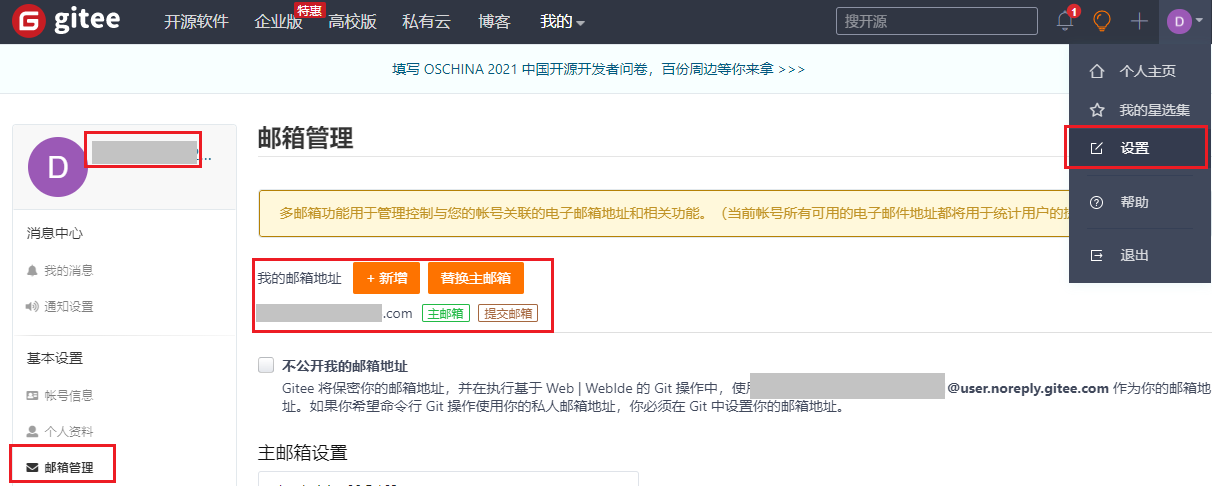 gitee 开源软件 企业版 特惠 高校版 私有云 博客 我的 搜开源 1 D
填写 OSCHINA 2021 中国开源开发者问卷，百份周边等你来拿 >>>
个人主页
我的星选集
设置
帮助
退出
D ...
消息中心
我的消息
通知设置
基本设置
帐号信息
个人资料
邮箱管理
邮箱管理
多邮箱功能用于管理控制与您的帐号关联的电子邮箱地址和相关功能。（当前帐号所有可用的电子邮件地址都将用于统计用户的
我的邮箱地址 + 新增 替换主邮箱
.com 主邮箱 提交邮箱
不公开我的邮箱地址
Gitee 将保密你的邮箱地址，并在执行基于 Web | WebIde 的 Git 操作中，使用 @user.noreply.gitee.com 作为你的邮箱地
址。如果你希望命令行 Git 操作使用你的私人邮箱地址，你必须在 Git 中设置你的邮箱地址。
主邮箱设置